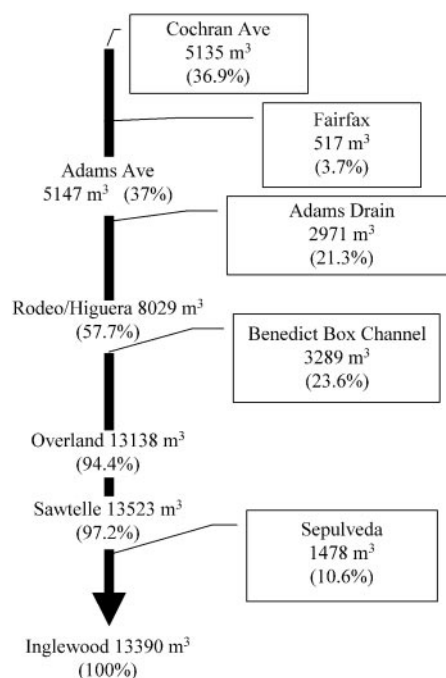 Cochran Ave
5135 m³
(36.9%)
Fairfax
517 m³
(3.7%)
Adams Ave
5147 m³ (37%)
Adams Drain
2971 m³
(21.3%)
Rodeo/Higuera 8029 m³
(57.7%)
Benedict Box Channel
3289 m³
(23.6%)
Overland 13138 m³
(94.4%)
Sawtelle 13523 m³
(97.2%)
Sepulveda
1478 m³
(10.6%)
Inglewood 13390 m³
(100%)